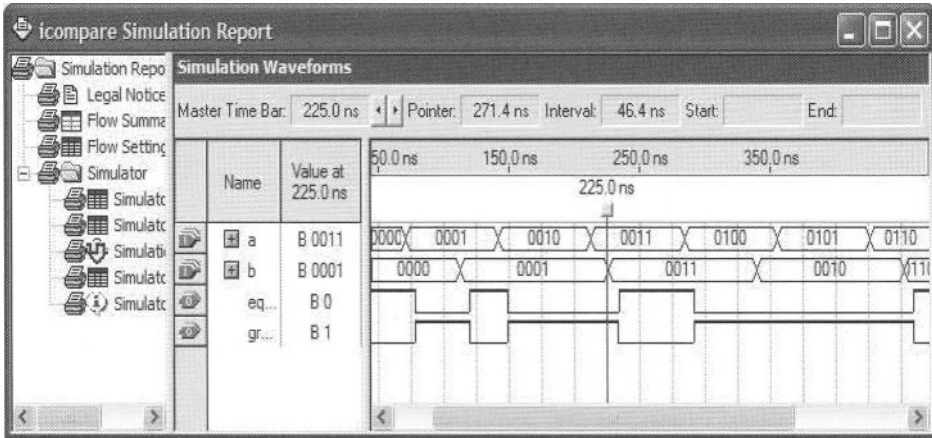 icompare Simulation Report
Simulation Repo
Legal Notice
Flow Summa
Flow Setting
Simulator
Simulatc
Simulatc
Simulati
Simulatc
Simulatc
Simulation Waveforms
Master Time Bar: 225.0 ns Pointer: 271.4 ns Interval: 46.4 ns Start: End:
Name
Value at
225.0 ns
50.0 ns 150.0 ns 250.0 ns 350.0 ns
225.0 ns
a B 0011 0000 0001 0010 0011 0100 0101 0110
b B 0001 0000 0001 0011 0010
eq... B 0
gr... B 1